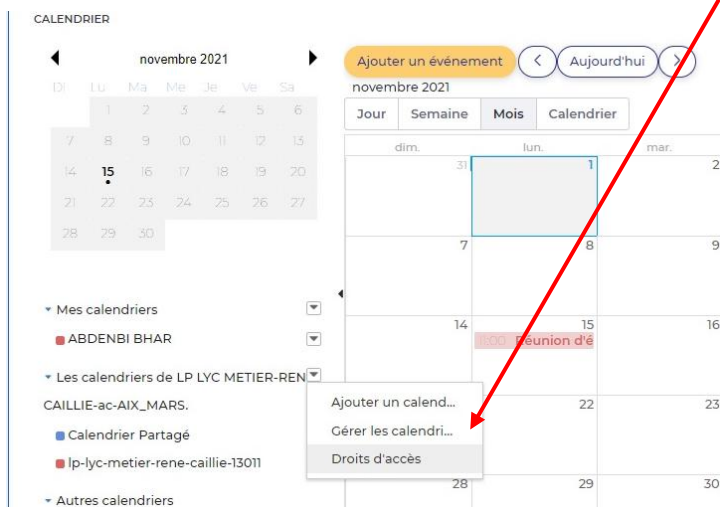 CALENDRIER
novembre 2021
Di Lu Ma Me Je Ve Sa
1 2 3 4 5 6
7 8 9 10 11 12 13
14 15 16 17 18 19 20
21 22 23 24 25 26 27
28 29 30
Mes calendriers
ABDENBI BHAR
Les calendriers de LP LYC METIER-REN
CAILLIE-ac-AIX_MARS.
Calendrier Partagé
lp-lyc-metier-rene-caillie-13011
Autres calendriers
Ajouter un calend...
Gérer les calendri...
Droits d'accès
Ajouter un événement < Aujourd'hui >
novembre 2021
Jour Semaine Mois Calendrier
dim. lun. mar.
31 1 2
7 8 9
14 15 16
Réunion d'é
22 23
28 29 30